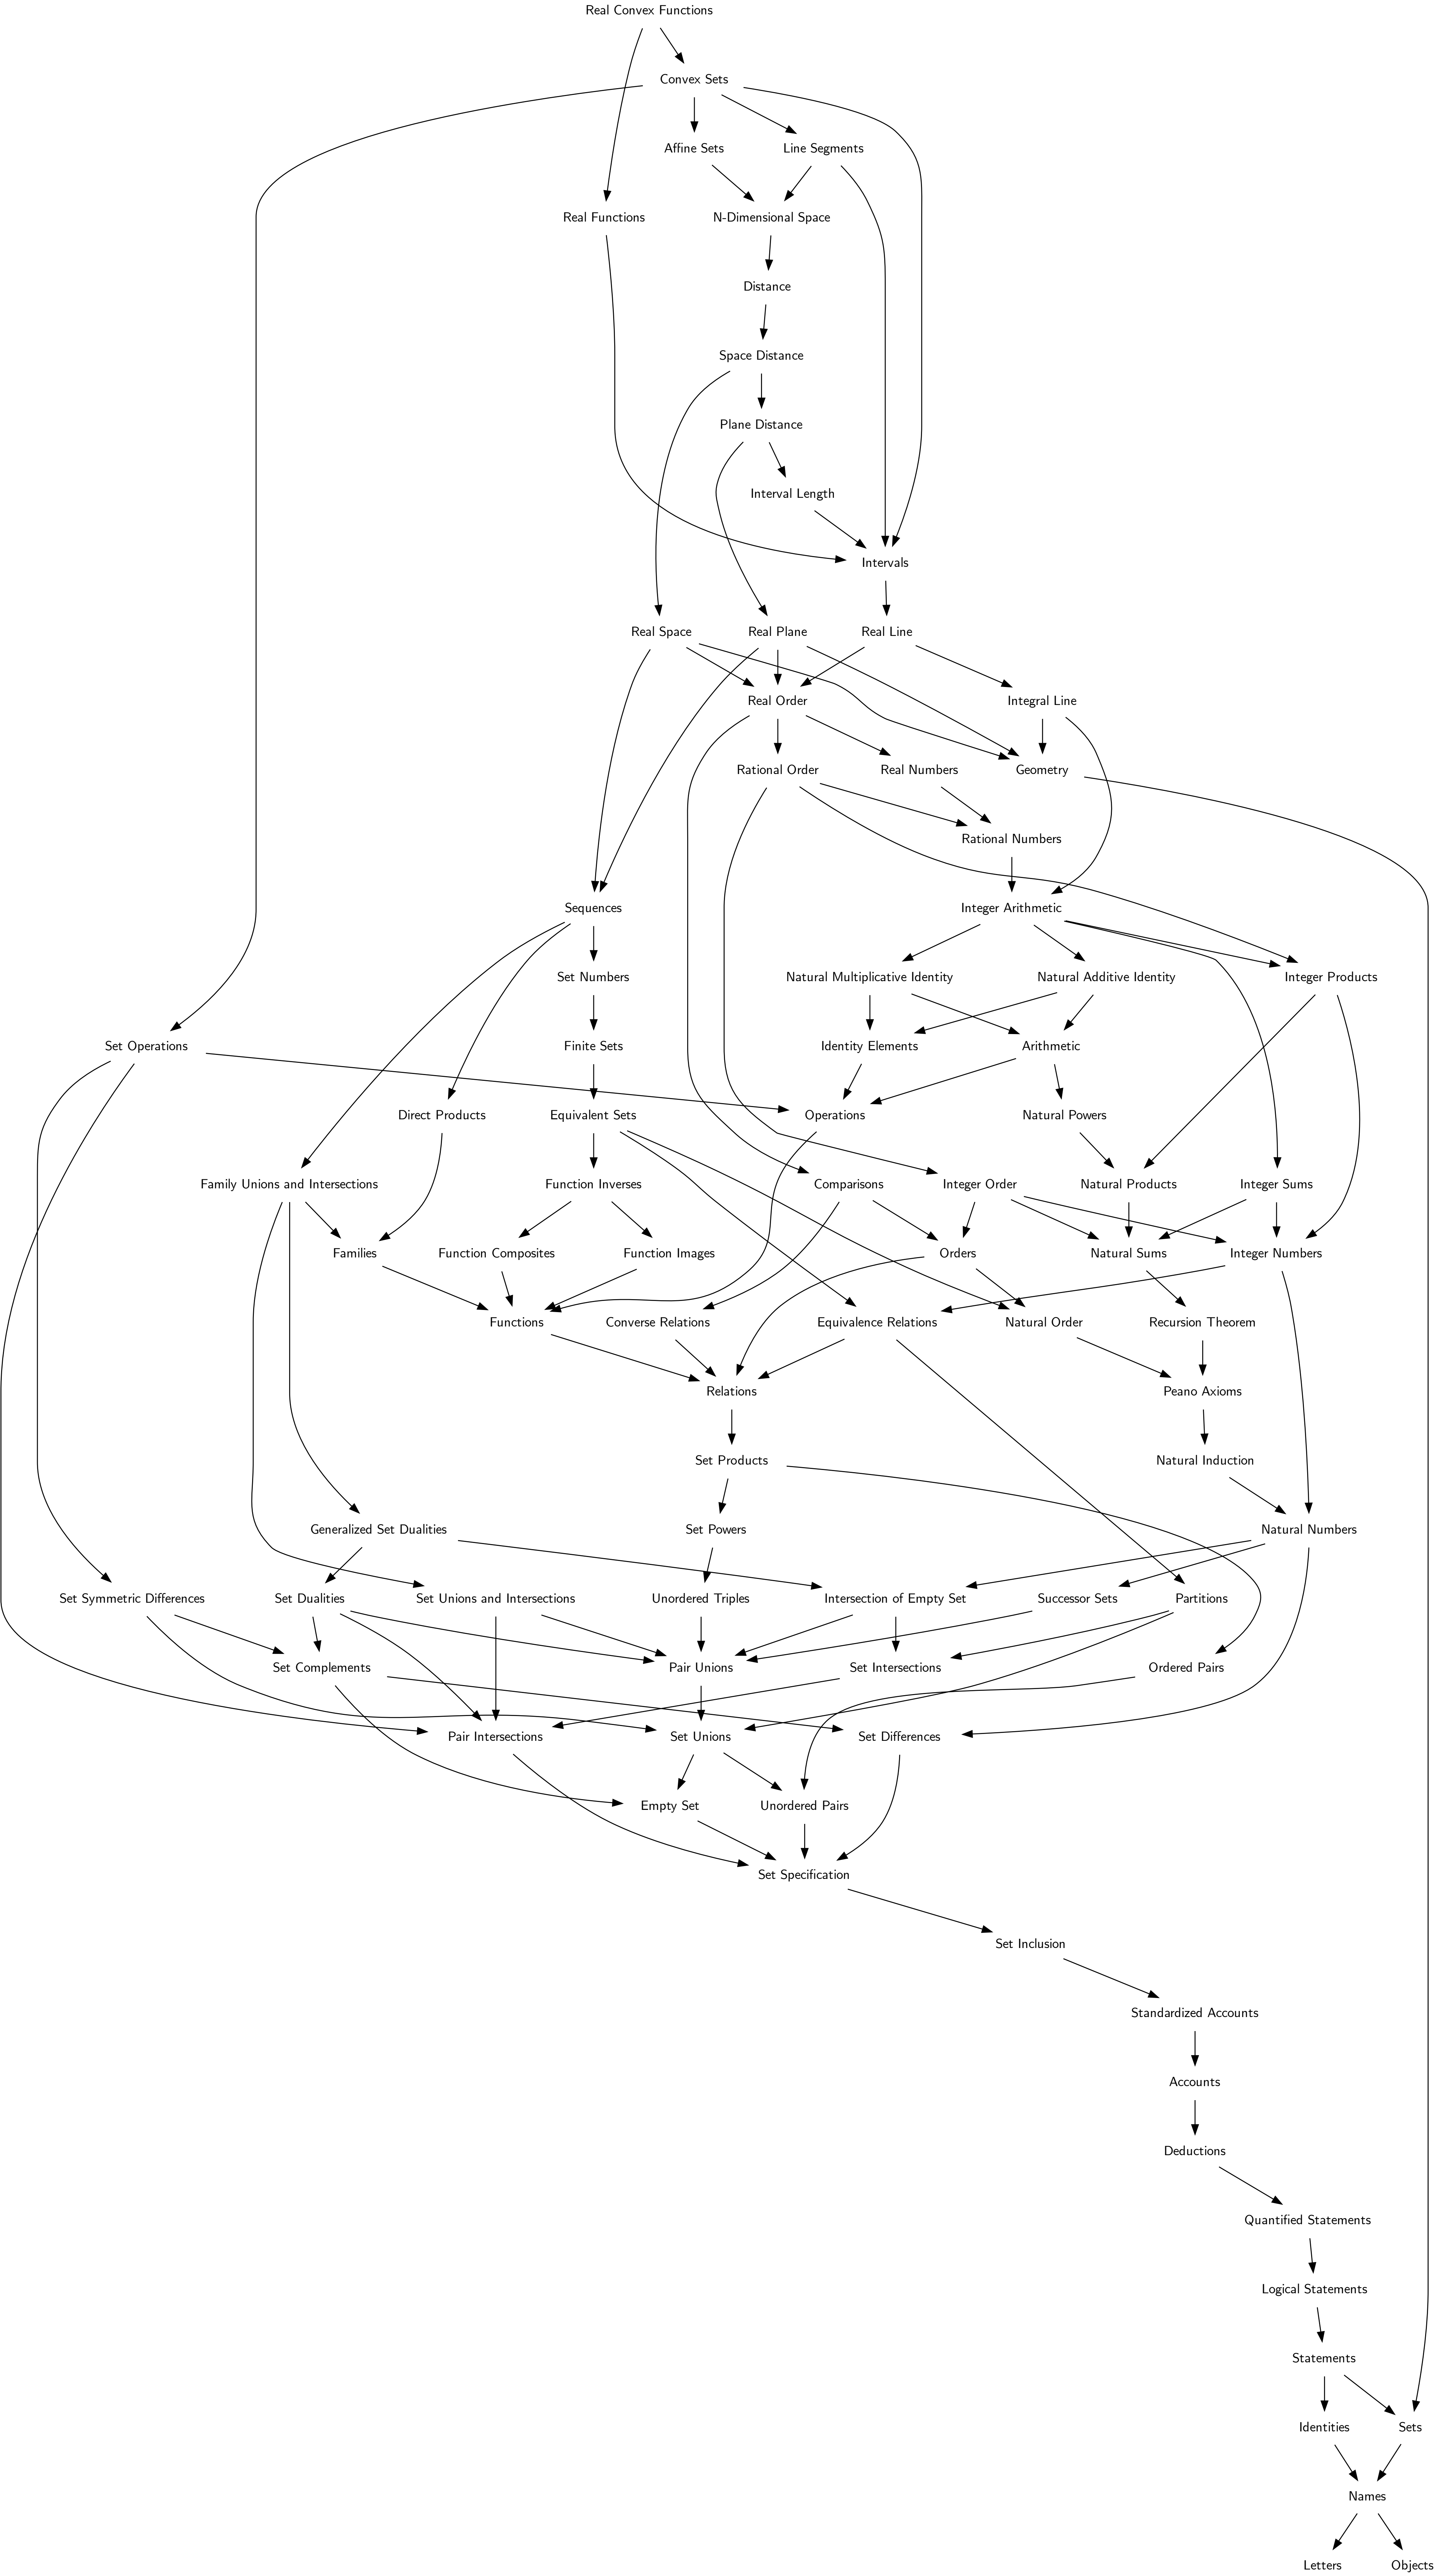 Real Convex Functions
Convex Sets
Affine Sets
Line Segments
Real Functions
N-Dimensional Space
Distance
Space Distance
Plane Distance
Interval Length
Intervals
Real Space
Real Plane
Real Line
Real Order
Integral Line
Rational Order
Real Numbers
Geometry
Rational Numbers
Sequences
Integer Arithmetic
Set Numbers
Natural Multiplicative Identity
Natural Additive Identity
Integer Products
Set Operations
Finite Sets
Identity Elements
Arithmetic
Direct Products
Equivalent Sets
Operations
Natural Powers
Family Unions and Intersections
Function Inverses
Comparisons
Integer Order
Natural Products
Integer Sums
Families
Function Composites
Function Images
Orders
Natural Sums
Integer Numbers
Functions
Converse Relations
Equivalence Relations
Natural Order
Recursion Theorem
Relations
Peano Axioms
Set Products
Natural Induction
Generalized Set Dualities
Set Powers
Natural Numbers
Set Symmetric Differences
Set Dualities
Set Unions and Intersections
Unordered Triples
Intersection of Empty Set
Successor Sets
Partitions
Set Complements
Pair Unions
Set Intersections
Ordered Pairs
Pair Intersections
Set Unions
Set Differences
Empty Set
Unordered Pairs
Set Specification
Set Inclusion
Standardized Accounts
Accounts
Deductions
Quantified Statements
Logical Statements
Statements
Identities
Sets
Names
Letters
Objects